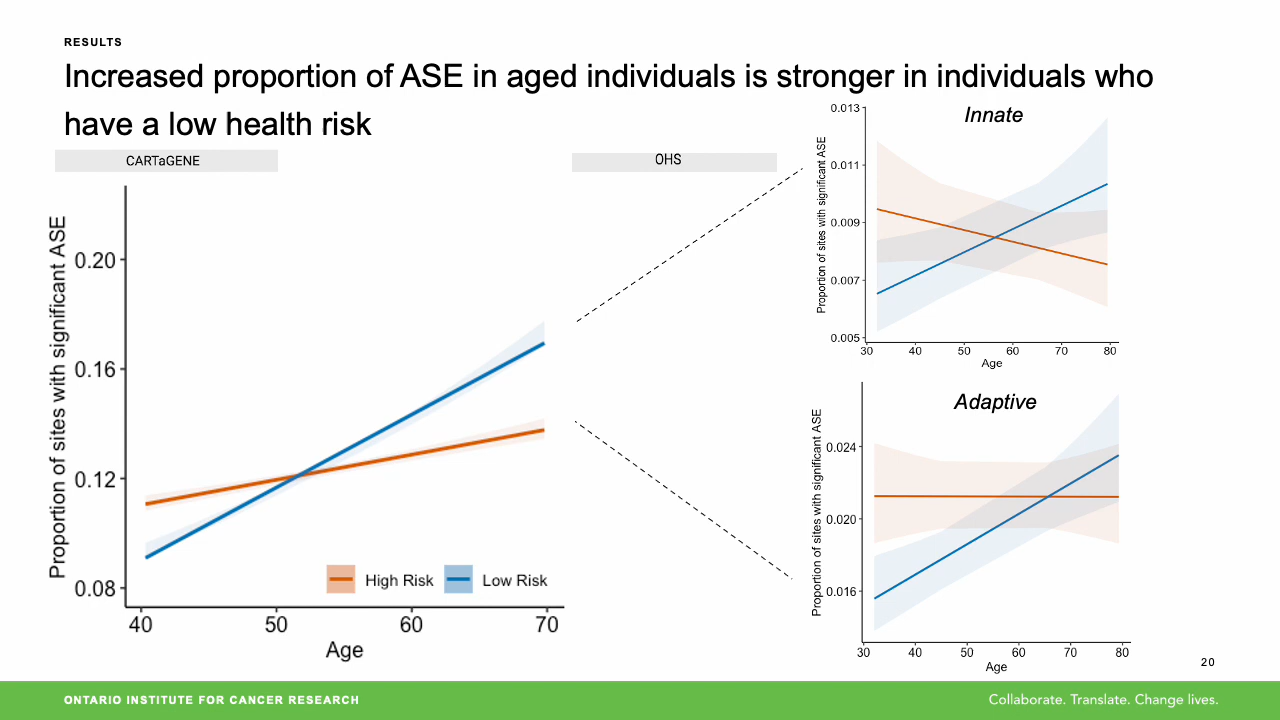 RESULTS
Increased proportion of ASE in aged individuals is stronger in individuals who
have a low health risk
CARTaGENE
OHS
Proportion of sites with significant ASE
0.20
0.16
0.12
0.08
40 50 60 70
Age
High Risk Low Risk
Innate
Proportion of sites with significant ASE
0.013
0.011
0.009
0.007
0.005
30 40 50 60 70 80
Age
Adaptive
Proportion of sites with significant ASE
0.024
0.020
0.016
30 40 50 60 70 80
Age
20
ONTARIO INSTITUTE FOR CANCER RESEARCH
Collaborate. Translate. Change lives.